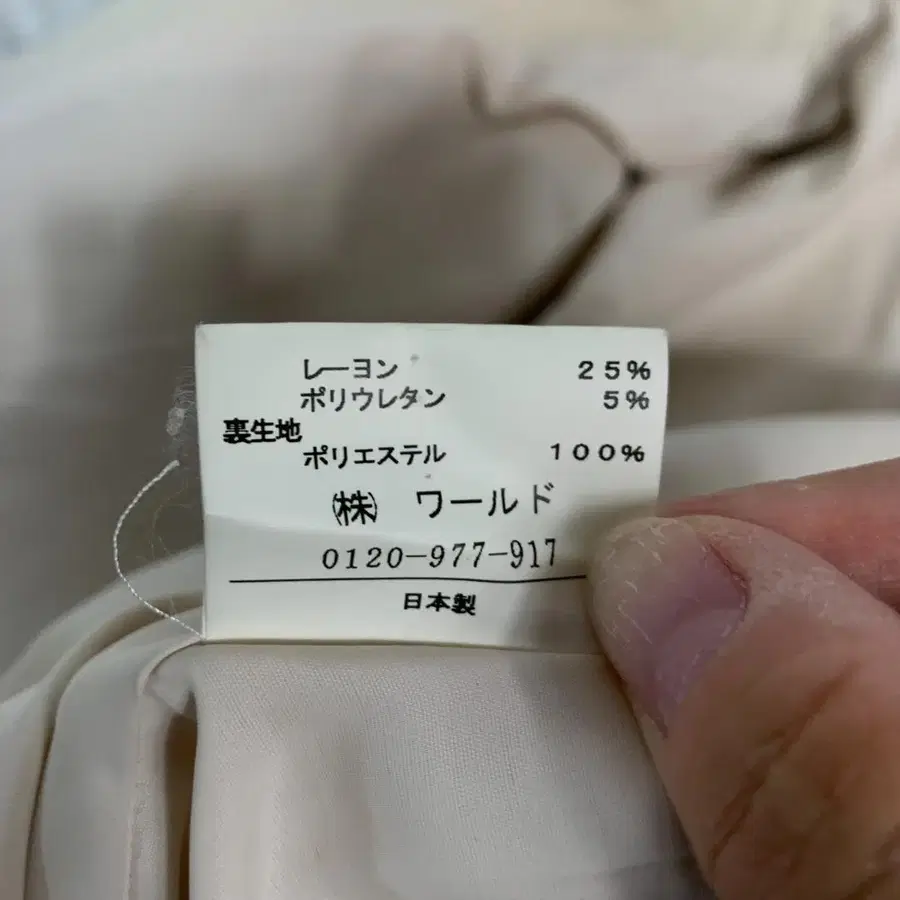 レーヨン 25%
ポリウレタン 5%
裏生地
ポリエステル 100%
㈱ ワールド
0120-977-917
日本製